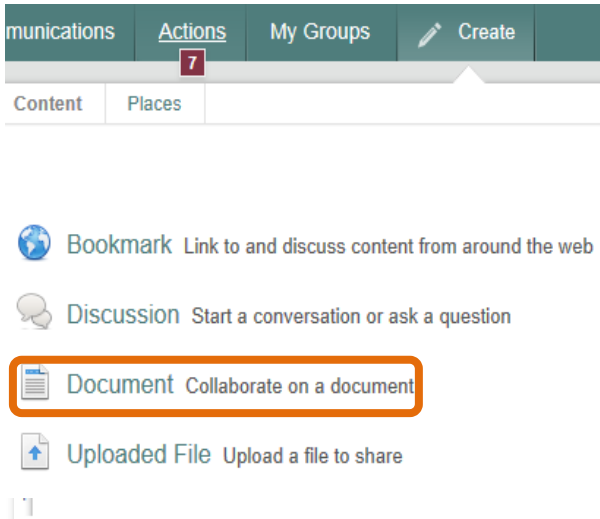 munications Actions My Groups Create
7
Content Places
Bookmark Link to and discuss content from around the web
Discussion Start a conversation or ask a question
Document Collaborate on a document
Uploaded File Upload a file to share